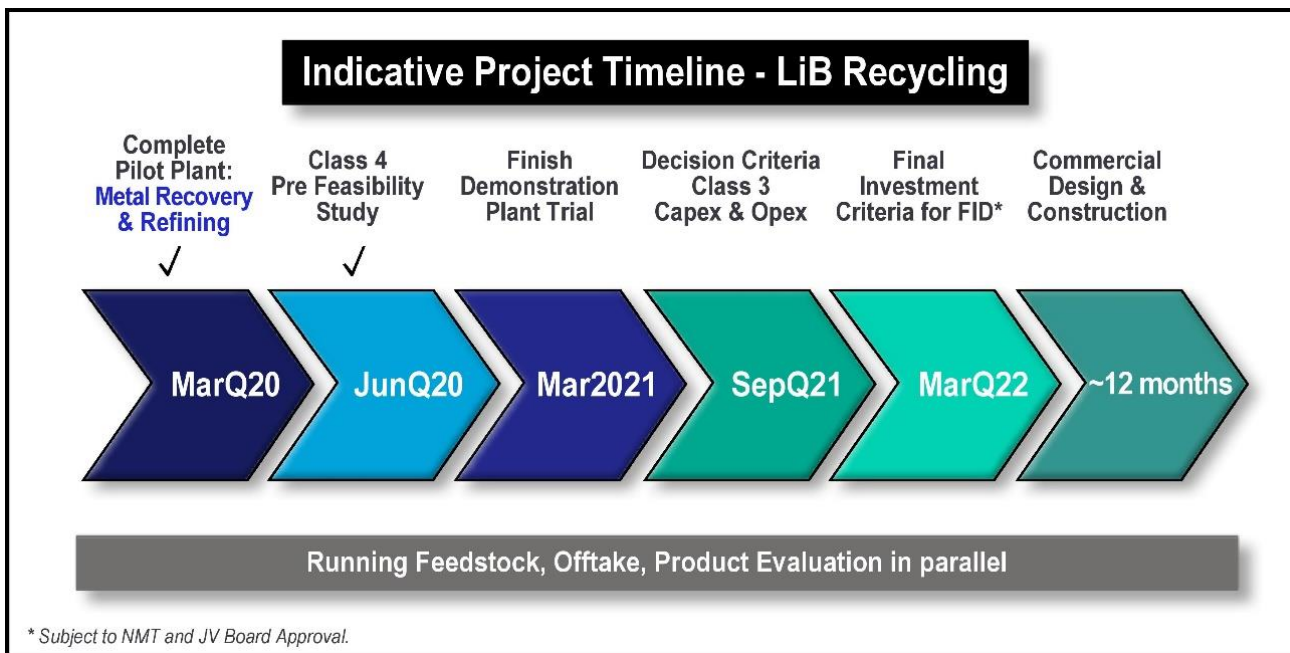 Indicative Project Timeline - LiB Recycling
Complete
Pilot Plant:
Metal Recovery
& Refining
✓
MarQ20
Class 4
Pre Feasibility
Study
✓
JunQ20
Finish
Demonstration
Plant Trial
Mar2021
Decision Criteria
Class 3
Capex & Opex
SepQ21
Final
Investment
Criteria for FID*
MarQ22
Commercial
Design &
Construction
~12 months
Running Feedstock, Offtake, Product Evaluation in parallel
* Subject to NMT and JV Board Approval.